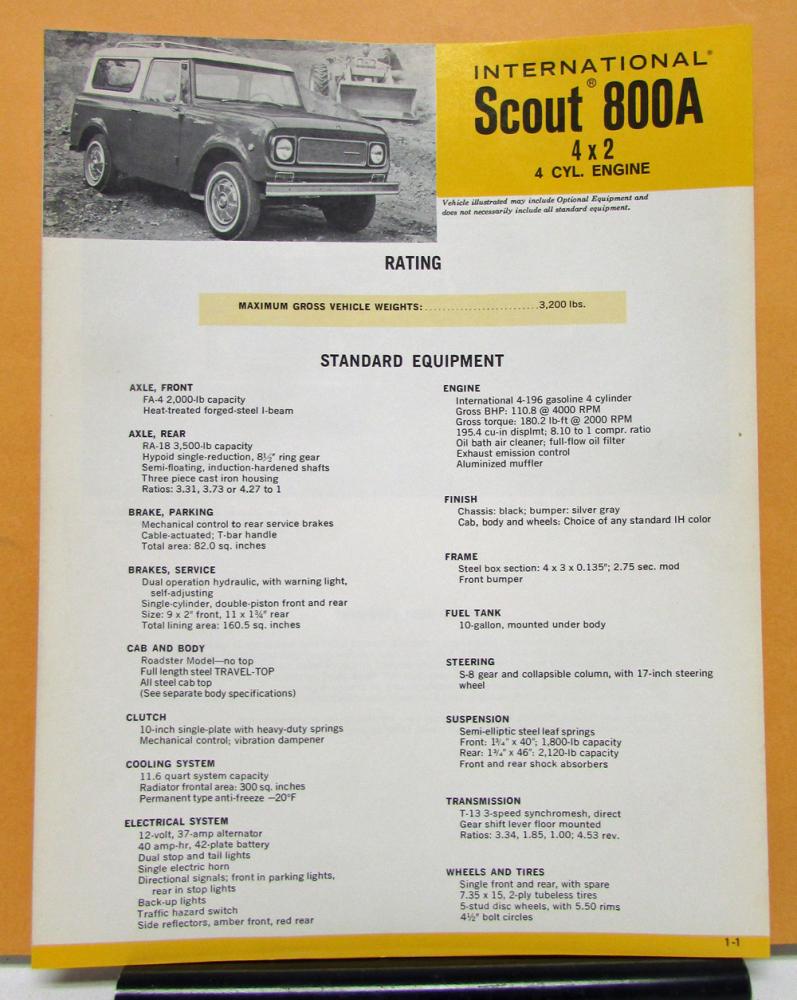 INTERNATIONAL®
Scout® 800A
4 x 2
4 CYL. ENGINE
Vehicle illustrated may include Optional Equipment and
does not necessarily include all standard equipment.
RATING
MAXIMUM GROSS VEHICLE WEIGHTS:..........................3,200 lbs.
STANDARD EQUIPMENT
AXLE, FRONT
FA-4 2,000-lb capacity
Heat-treated forged-steel I-beam
AXLE, REAR
RA-18 3,500-lb capacity
Hypoid single-reduction, 8½" ring gear
Semi-floating, induction-hardened shafts
Three piece cast iron housing
Ratios: 3.31, 3.73 or 4.27 to 1
BRAKE, PARKING
Mechanical control to rear service brakes
Cable-actuated; T-bar handle
Total area: 82.0 sq. inches
BRAKES, SERVICE
Dual operation hydraulic, with warning light,
self-adjusting
Single-cylinder, double-piston front and rear
Size: 9 x 2" front, 11 x 1¾" rear
Total lining area: 160.5 sq. inches
CAB AND BODY
Roadster Model—no top
Full length steel TRAVEL-TOP
All steel cab top
(See separate body specifications)
CLUTCH
10-inch single-plate with heavy-duty springs
Mechanical control; vibration dampener
COOLING SYSTEM
11.6 quart system capacity
Radiator frontal area: 300 sq. inches
Permanent type anti-freeze —20°F
ELECTRICAL SYSTEM
12-volt, 37-amp alternator
40 amp-hr, 42-plate battery
Dual stop and tail lights
Single electric horn
Directional signals; front in parking lights,
rear in stop lights
Back-up lights
Traffic hazard switch
Side reflectors, amber front, red rear
ENGINE
International 4-196 gasoline 4 cylinder
Gross BHP: 110.8 @ 4000 RPM
Gross torque: 180.2 lb-ft @ 2000 RPM
195.4 cu-in displmt; 8.10 to 1 compr. ratio
Oil bath air cleaner; full-flow oil filter
Exhaust emission control
Aluminized muffler
FINISH
Chassis: black; bumper: silver gray
Cab, body and wheels: Choice of any standard IH color
FRAME
Steel box section: 4 x 3 x 0.135"; 2.75 sec. mod
Front bumper
FUEL TANK
10-gallon, mounted under body
STEERING
S-8 gear and collapsible column, with 17-inch steering
wheel
SUSPENSION
Semi-elliptic steel leaf springs
Front: 1¾" x 40"; 1,800-lb capacity
Rear: 1¾" x 46": 2,120-lb capacity
Front and rear shock absorbers
TRANSMISSION
T-13 3-speed synchromesh, direct
Gear shift lever floor mounted
Ratios: 3.34, 1.85, 1.00; 4.53 rev.
WHEELS AND TIRES
Single front and rear, with spare
7.35 x 15, 2-ply tubeless tires
5-stud disc wheels, with 5.50 rims
4½" bolt circles
1-1